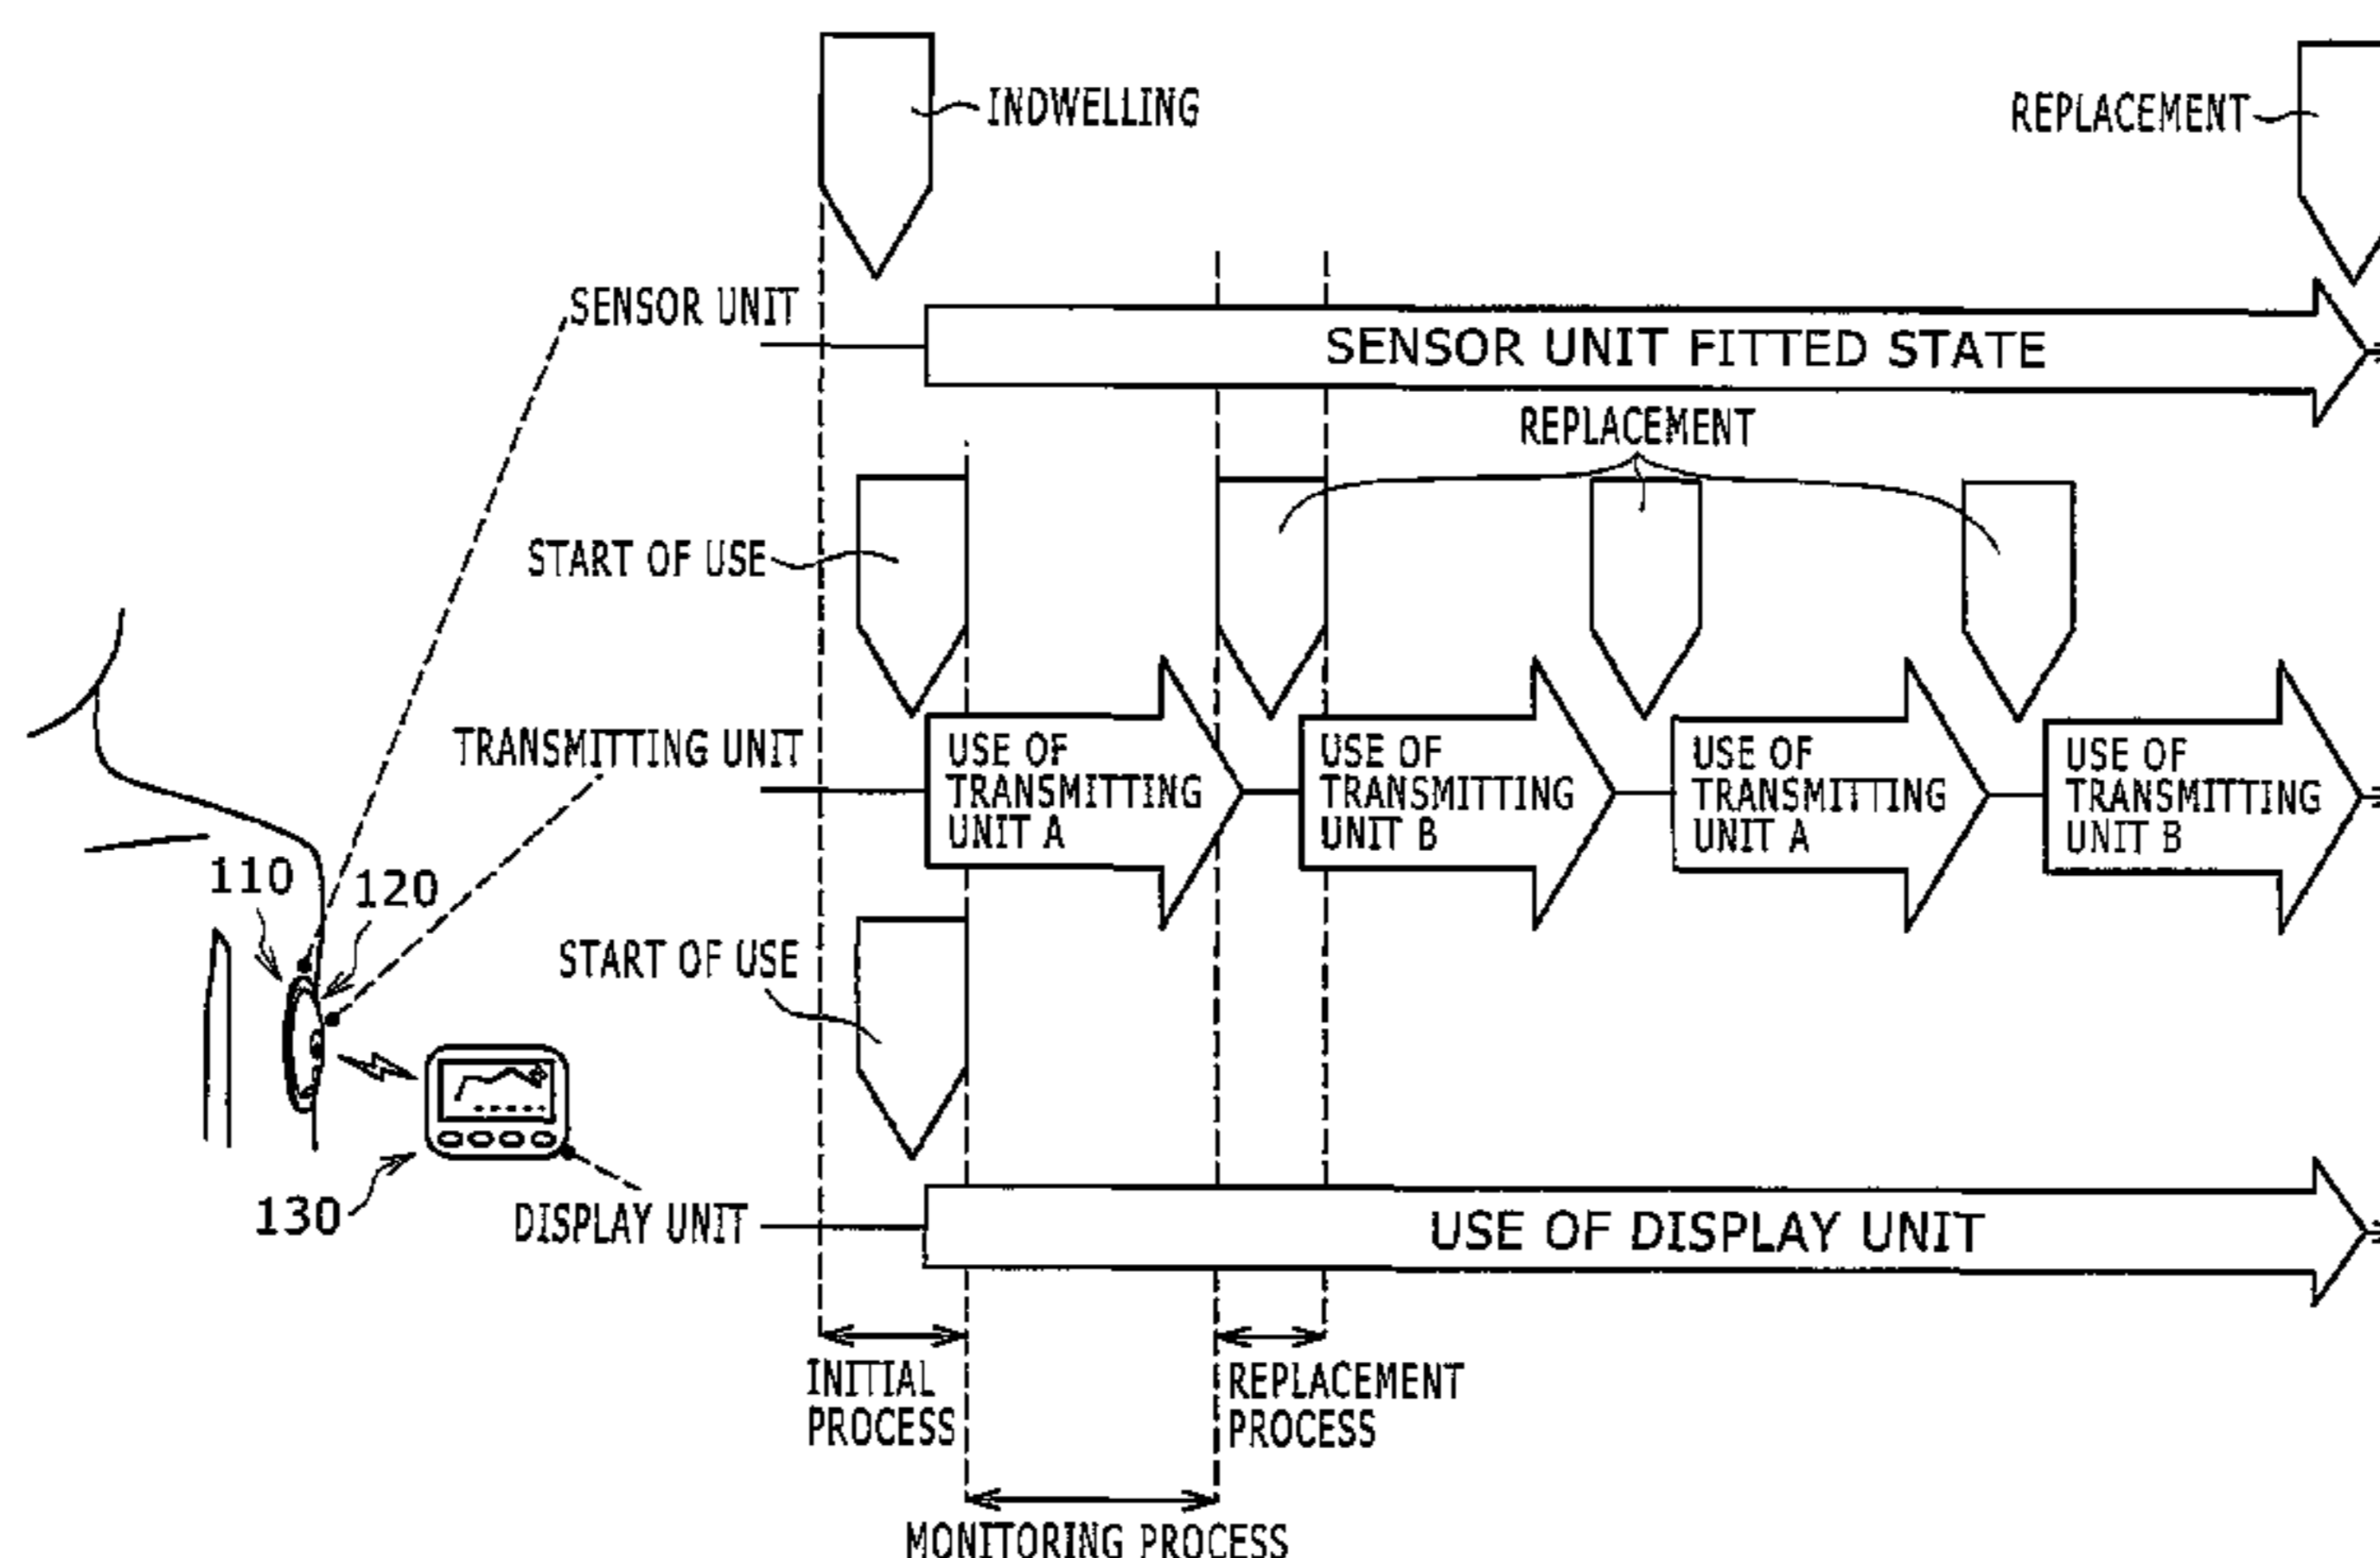 INDWELLING
REPLACEMENT
SENSOR UNIT
SENSOR UNIT FITTED STATE
REPLACEMENT
START OF USE
TRANSMITTING UNIT
USE OF
TRANSMITTING
UNIT A
USE OF
TRANSMITTING
UNIT B
USE OF
TRANSMITTING
UNIT A
USE OF
TRANSMITTING
UNIT B
110
120
START OF USE
130
DISPLAY UNIT
USE OF DISPLAY UNIT
INITIAL
PROCESS
REPLACEMENT
PROCESS
MONITORING PROCESS